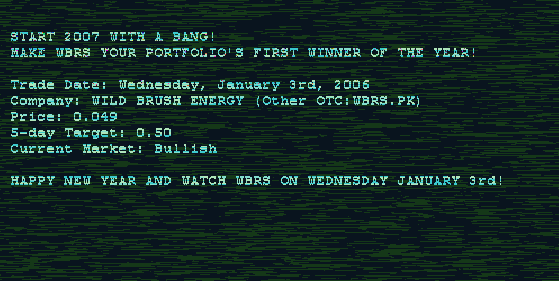 START 2007 WITH A BANG!
MAKE WBRS YOUR PORTFOLIO'S FIRST WINNER OF THE YEAR!
Trade Date: Wednesday, January 3rd, 2006
Company: WILD BRUSH ENERGY (Other OTC:WBRS.PK)
Price: 0.049
5-day Target: 0.50
Current Market: Bullish
HAPPY NEW YEAR AND WATCH WBRS ON WEDNESDAY JANUARY 3rd!